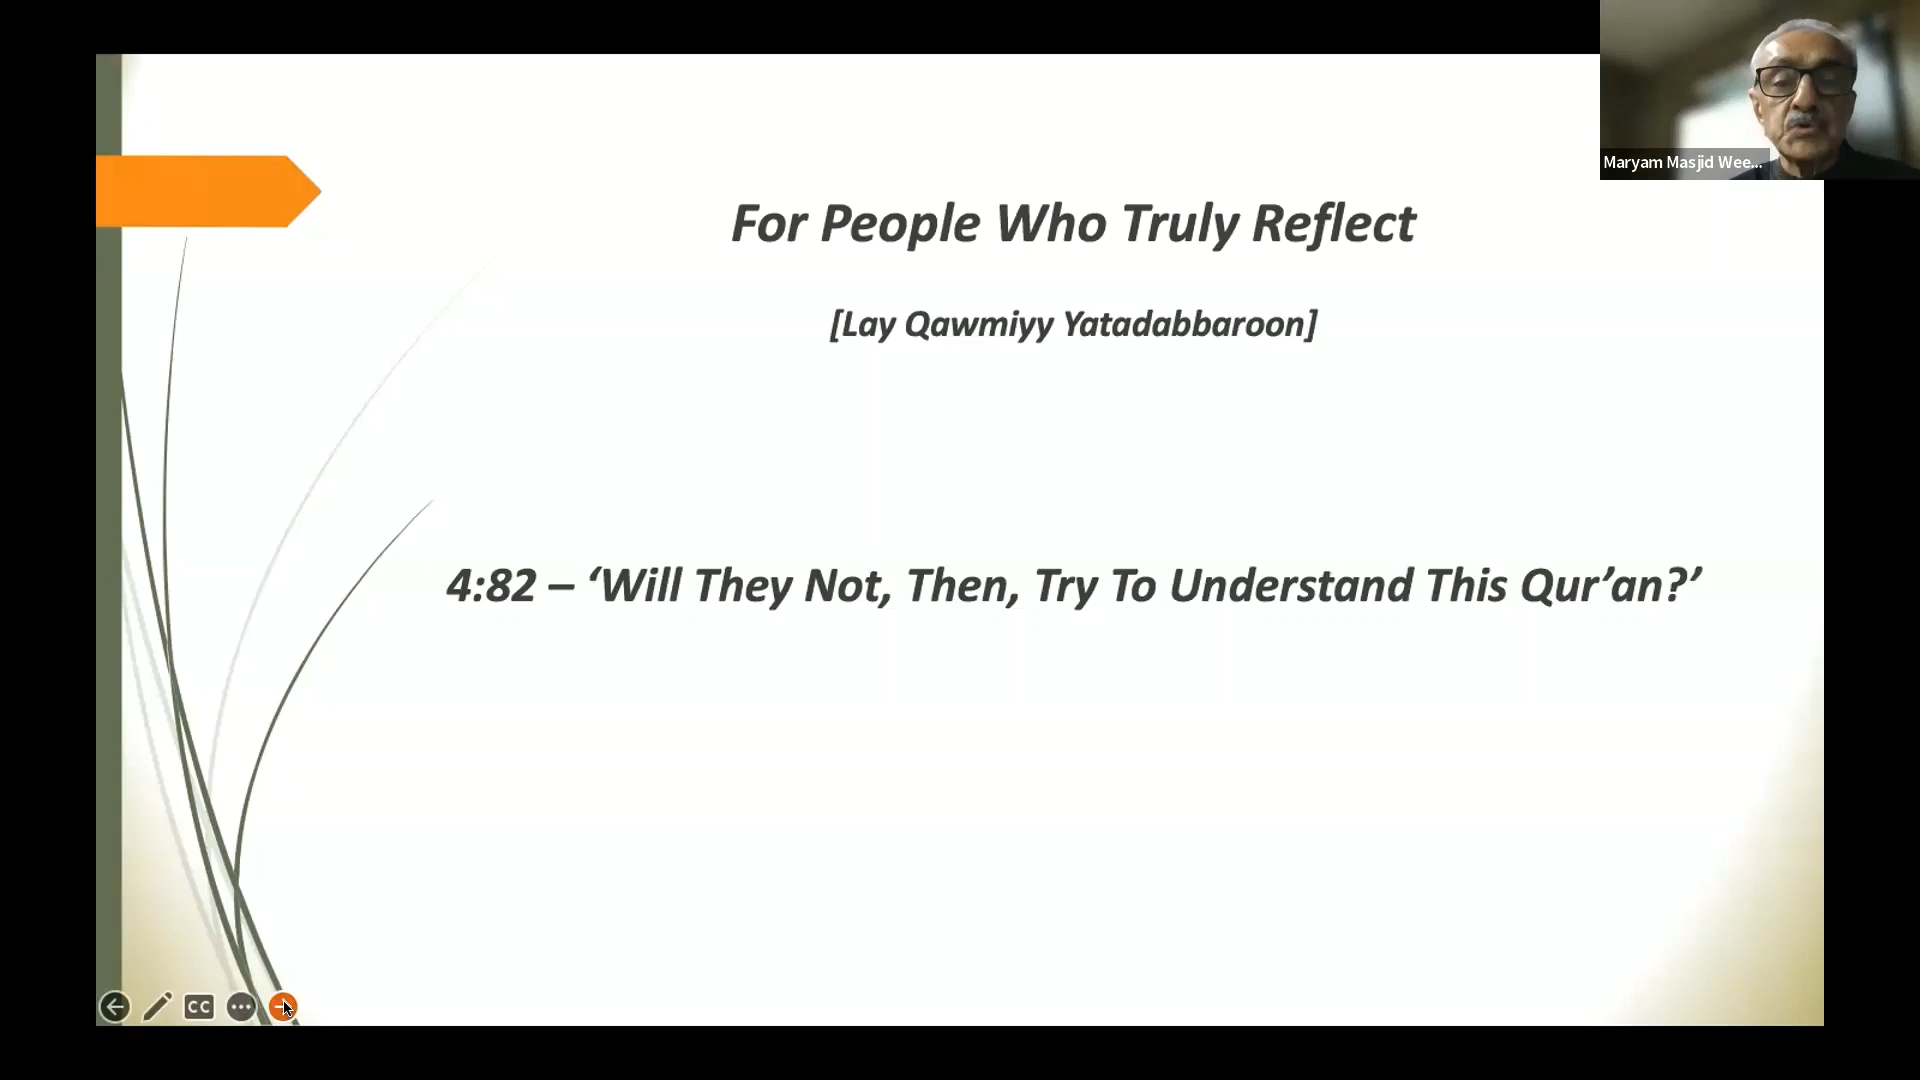 Maryam Masjid Wee...
For People Who Truly Reflect
[Lay Qawmiyy Yatadabbaroon]
4:82 – ‘Will They Not, Then, Try To Understand This Qur’an?’
CC